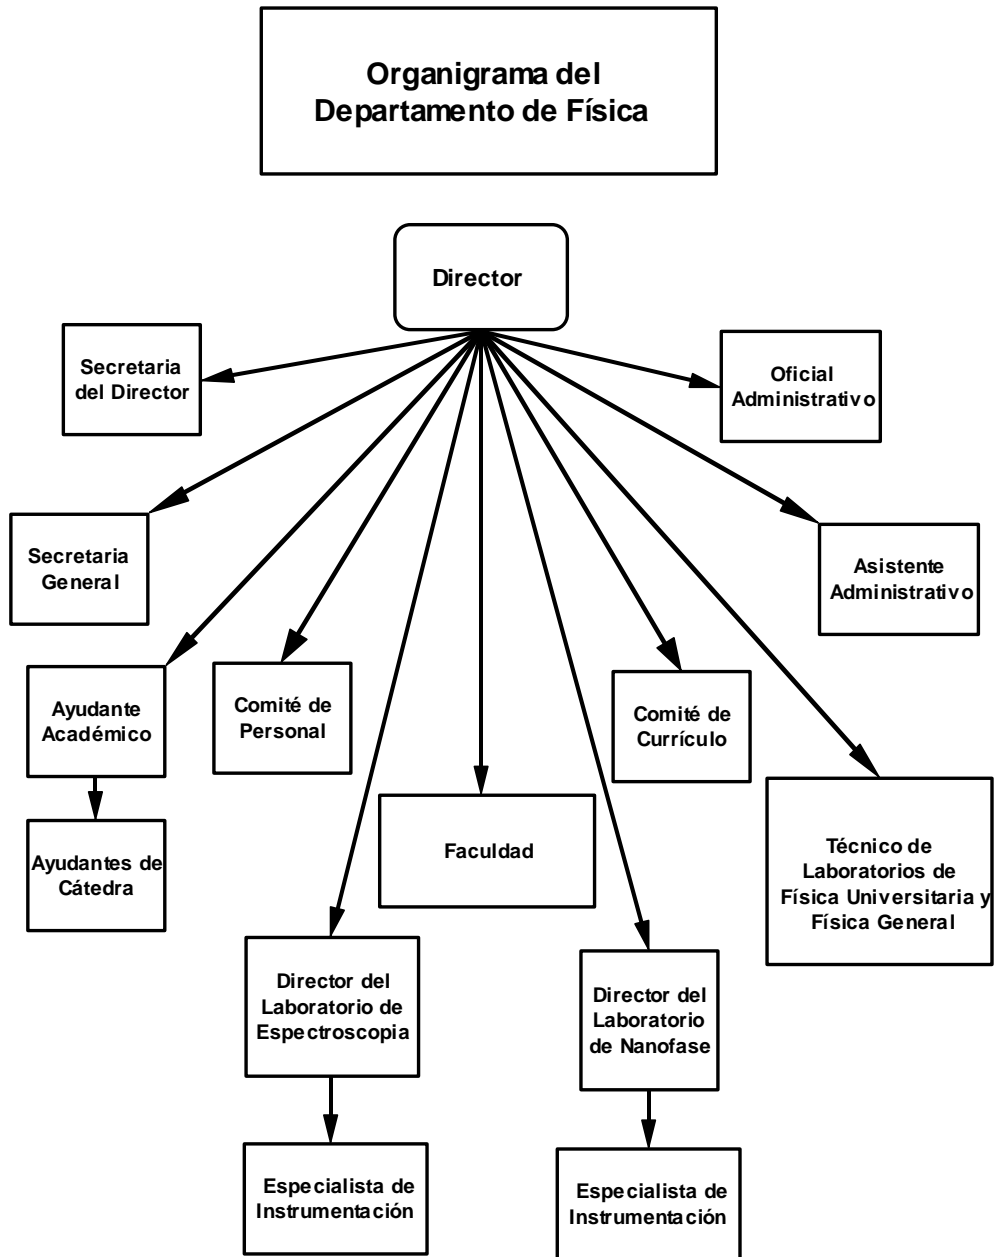 Organigrama del
Departamento de Física
Director
Secretaria
del Director
Oficial
Administrativo
Secretaria
General
Asistente
Administrativo
Ayudante
Académico
Comité de
Personal
Comité de
Currículo
Ayudantes de
Cátedra
Faculdad
Técnico de
Laboratorios de
Física Universitaria y
Física General
Director del
Laboratorio de
Espectroscopia
Director del
Laboratorio
de Nanofase
Especialista de
Instrumentación
Especialista de
Instrumentación